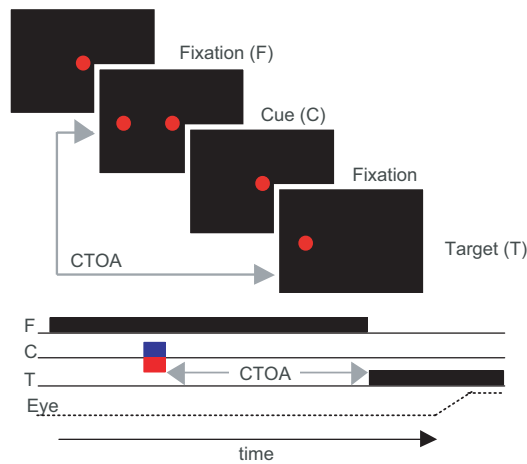 Fixation (F)
Cue (C)
Fixation
Target (T)
CTOA
F
C
T
CTOA
Eye
time